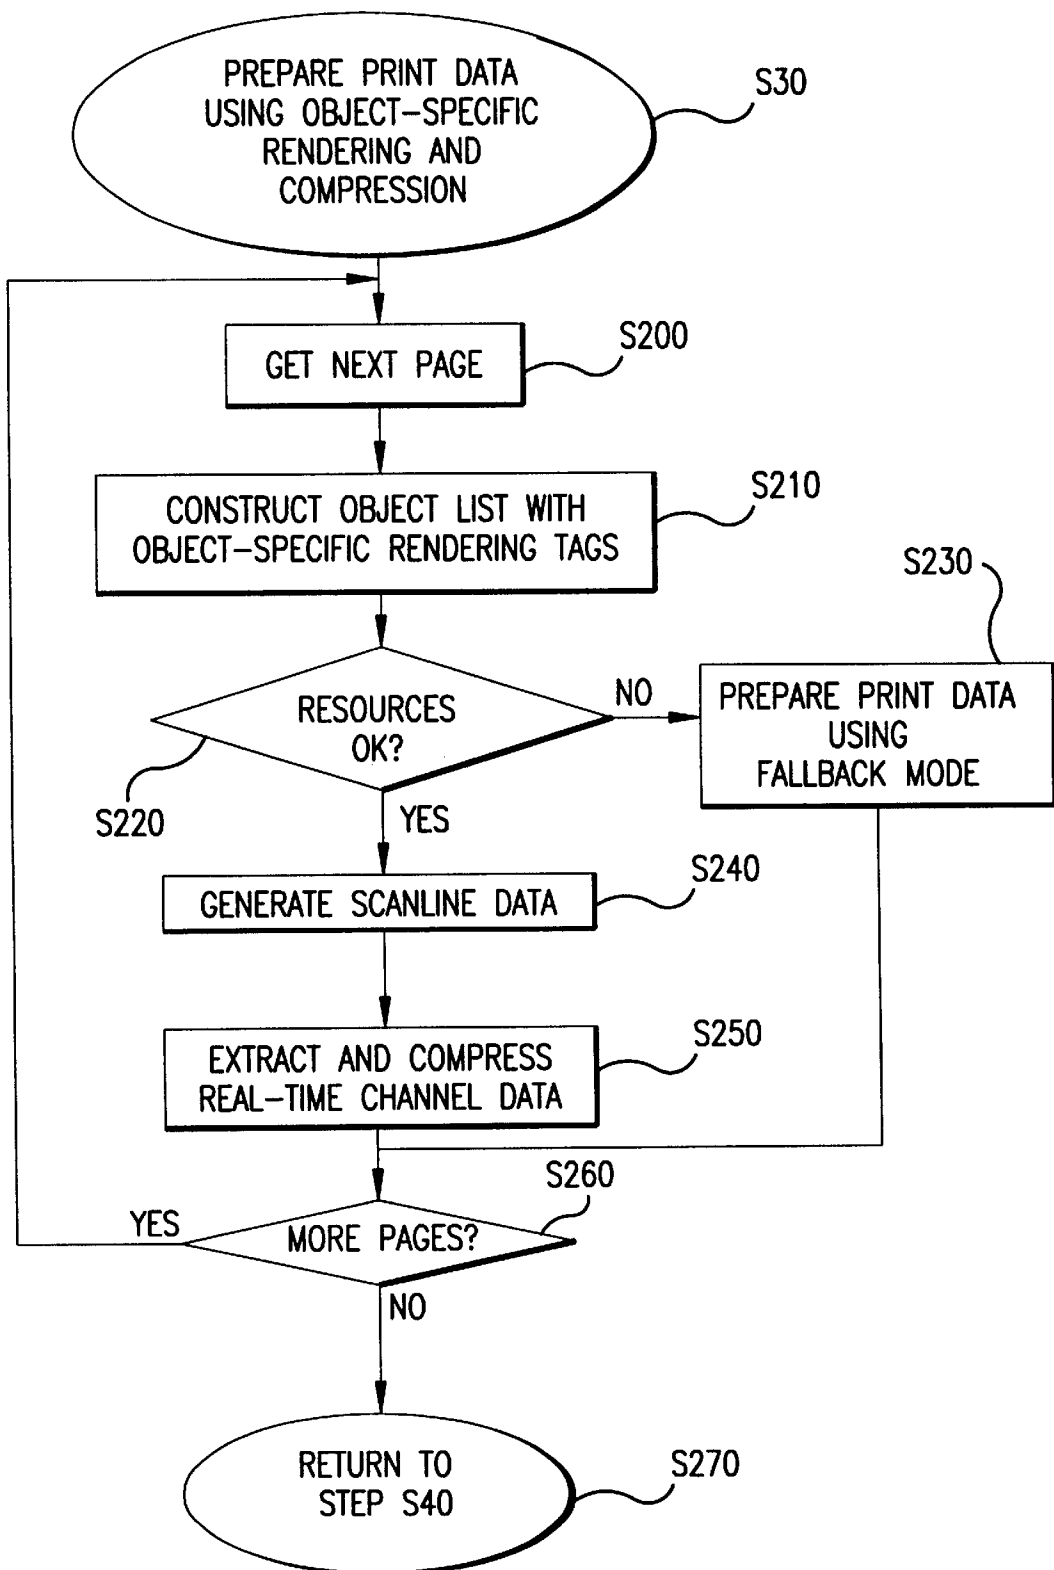 PREPARE PRINT DATA
USING OBJECT-SPECIFIC
RENDERING AND
COMPRESSION
S30
GET NEXT PAGE
S200
CONSTRUCT OBJECT LIST WITH
OBJECT-SPECIFIC RENDERING TAGS
S210
RESOURCES
OK?
S220
NO
PREPARE PRINT DATA
USING
FALLBACK MODE
S230
YES
GENERATE SCANLINE DATA
S240
EXTRACT AND COMPRESS
REAL-TIME CHANNEL DATA
S250
MORE PAGES?
S260
YES
NO
RETURN TO
STEP S40
S270